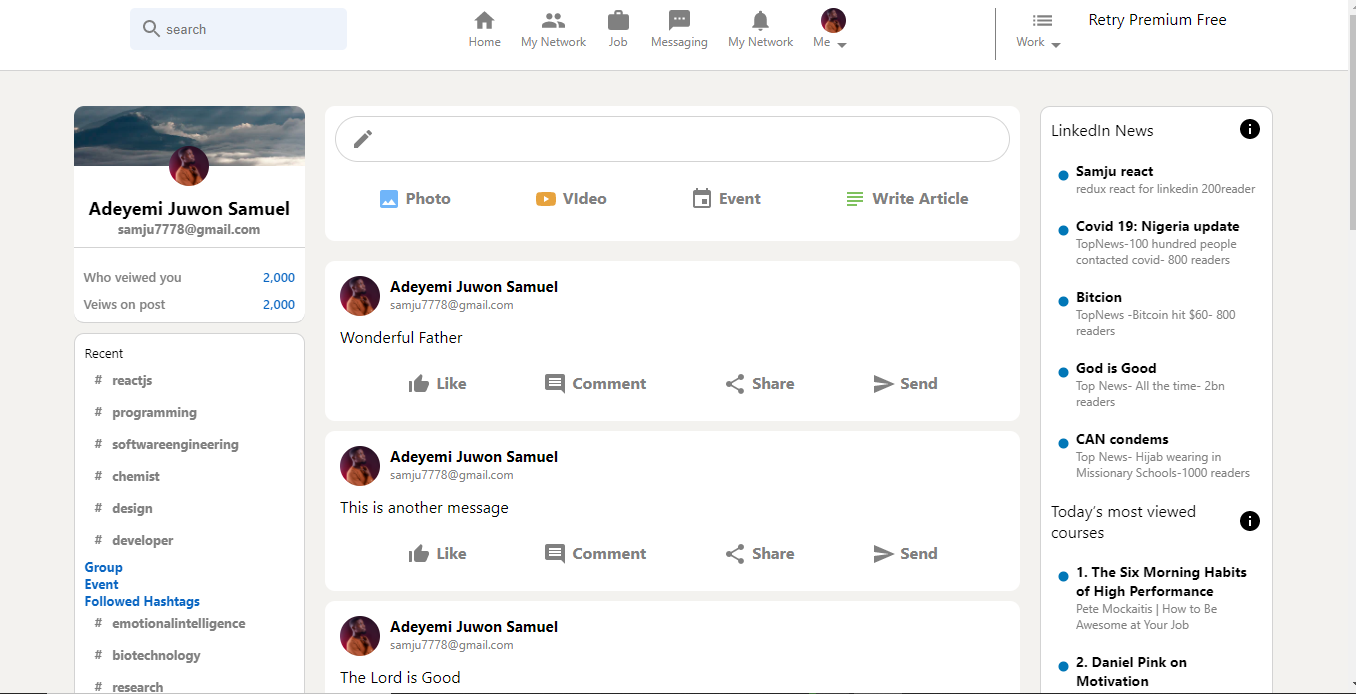 search
Home
My Network
Job
Messaging
My Network
Me
Work
Retry Premium Free
Adeyemi Juwon Samuel
samju7778@gmail.com
Who veiwed you 2,000
Veiws on post 2,000
Recent
# reactjs
# programming
# softwareengineering
# chemist
# design
# developer
Group
Event
Followed Hashtags
# emotionalintelligence
# biotechnology
# research
Photo
VIdeo
Event
Write Article
Adeyemi Juwon Samuel
samju7778@gmail.com
Wonderful Father
Like
Comment
Share
Send
Adeyemi Juwon Samuel
samju7778@gmail.com
This is another message
Like
Comment
Share
Send
Adeyemi Juwon Samuel
samju7778@gmail.com
The Lord is Good
LinkedIn News
Samju react
redux react for linkedin 200reader
Covid 19: Nigeria update
TopNews-100 hundred people
contacted covid- 800 readers
Bitcion
TopNews -Bitcoin hit $60- 800
readers
God is Good
Top News- All the time- 2bn
readers
CAN condems
Top News- Hijab wearing in
Missionary Schools-1000 readers
Today's most viewed
courses
1. The Six Morning Habits
of High Performance
Pete Mockaitis | How to Be
Awesome at Your Job
2. Daniel Pink on
Motivation